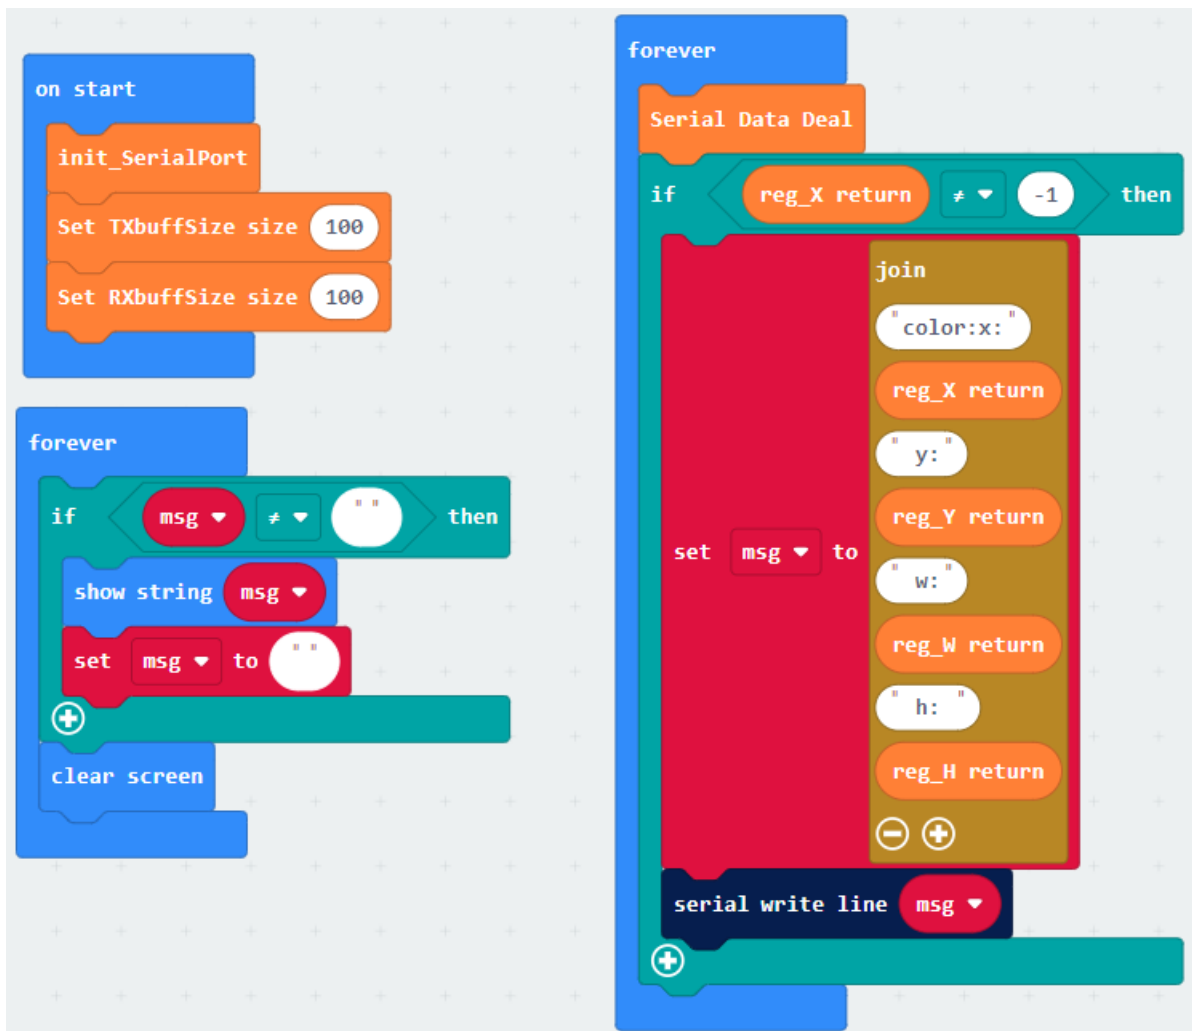 on start
init_SerialPort
Set TXbuffSize size 100
Set RXbuffSize size 100
forever
if msg ≠ " " then
show string msg
set msg to " "
clear screen
forever
Serial Data Deal
if reg_X return ≠ -1 then
set msg to join
"color:x:"
reg_X return
" y: "
reg_Y return
" w: "
reg_W return
" h: "
reg_H return
serial write line msg